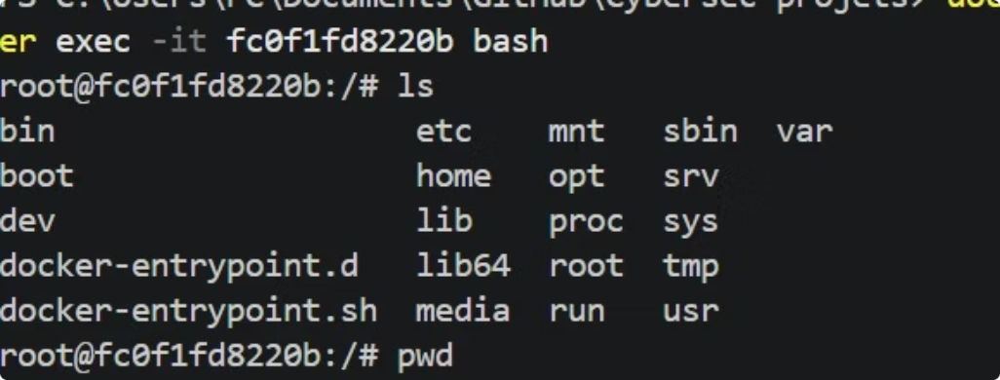 PS C:\Users\PC\Documents\GitHub\Cybersec projets> doc
er exec -it fc0f1fd8220b bash
root@fc0f1fd8220b:/# ls
bin                    etc    mnt   sbin  var
boot                   home   opt   srv
dev                    lib    proc  sys
docker-entrypoint.d    lib64  root  tmp
docker-entrypoint.sh   media  run   usr
root@fc0f1fd8220b:/# pwd